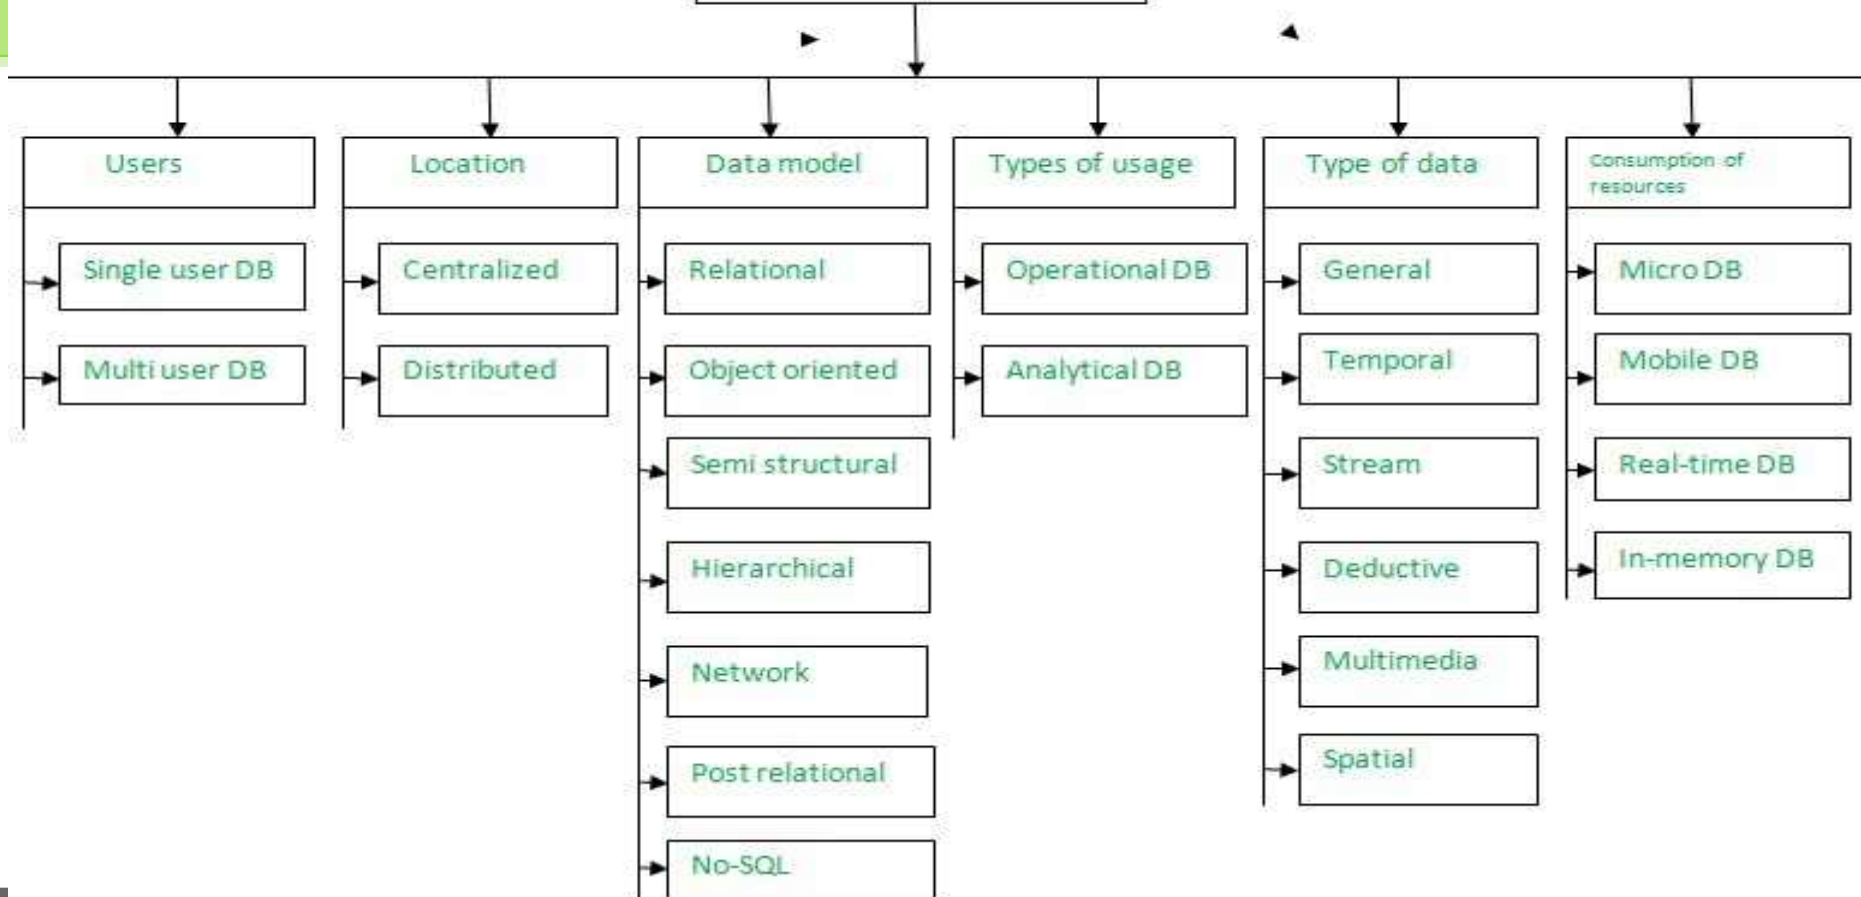 Users
Single user DB
Multi user DB
Location
Centralized
Distributed
Data model
Relational
Object oriented
Semi structural
Hierarchical
Network
Post relational
No-SQL
Types of usage
Operational DB
Analytical DB
Type of data
General
Temporal
Stream
Deductive
Multimedia
Spatial
Consumption of
resources
Micro DB
Mobile DB
Real-time DB
In-memory DB